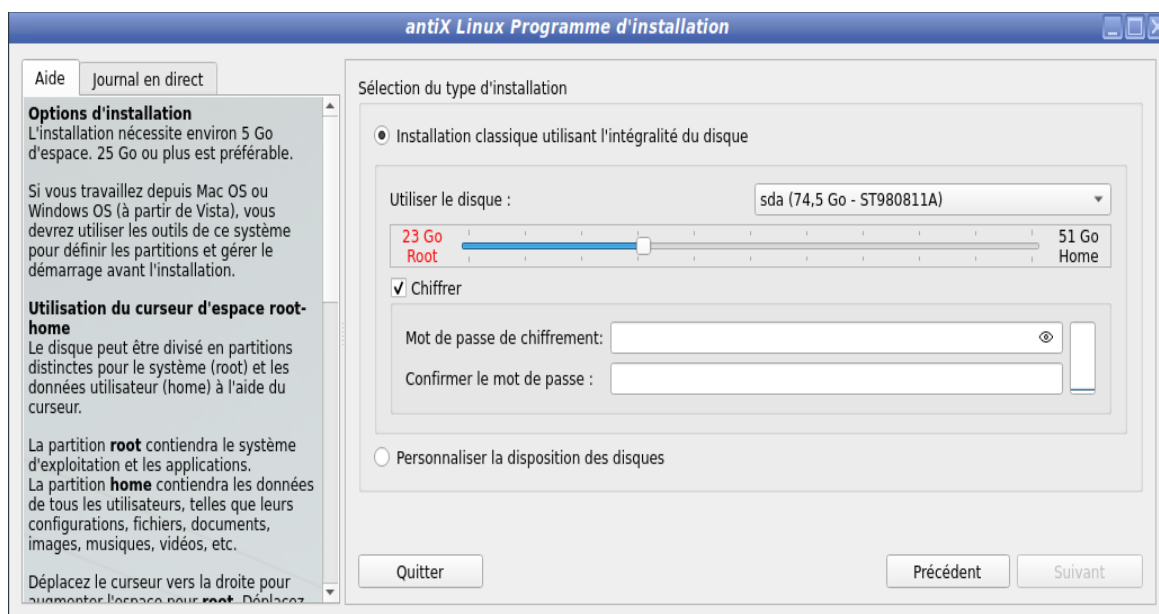 antiX Linux Programme d'installation
Aide
Journal en direct
Options d'installation
L'installation nécessite environ 5 Go
d'espace. 25 Go ou plus est préférable.
Si vous travaillez depuis Mac OS ou
Windows OS (à partir de Vista), vous
devrez utiliser les outils de ce système
pour définir les partitions et gérer le
démarrage avant l'installation.
Utilisation du curseur d'espace root-
home
Le disque peut être divisé en partitions
distinctes pour le système (root) et les
données utilisateur (home) à l'aide du
curseur.
La partition root contiendra le système
d'exploitation et les applications.
La partition home contiendra les données
de tous les utilisateurs, telles que leurs
configurations, fichiers, documents,
images, musiques, vidéos, etc.
Déplacez le curseur vers la droite pour
augmenter l'espace pour root. Déplacez
Sélection du type d'installation
Installation classique utilisant l'intégralité du disque
Utiliser le disque :
sda (74,5 Go - ST980811A)
23 Go
Root
51 Go
Home
Chiffrer
Mot de passe de chiffrement:
Confirmer le mot de passe :
Personnaliser la disposition des disques
Quitter
Précédent
Suivant